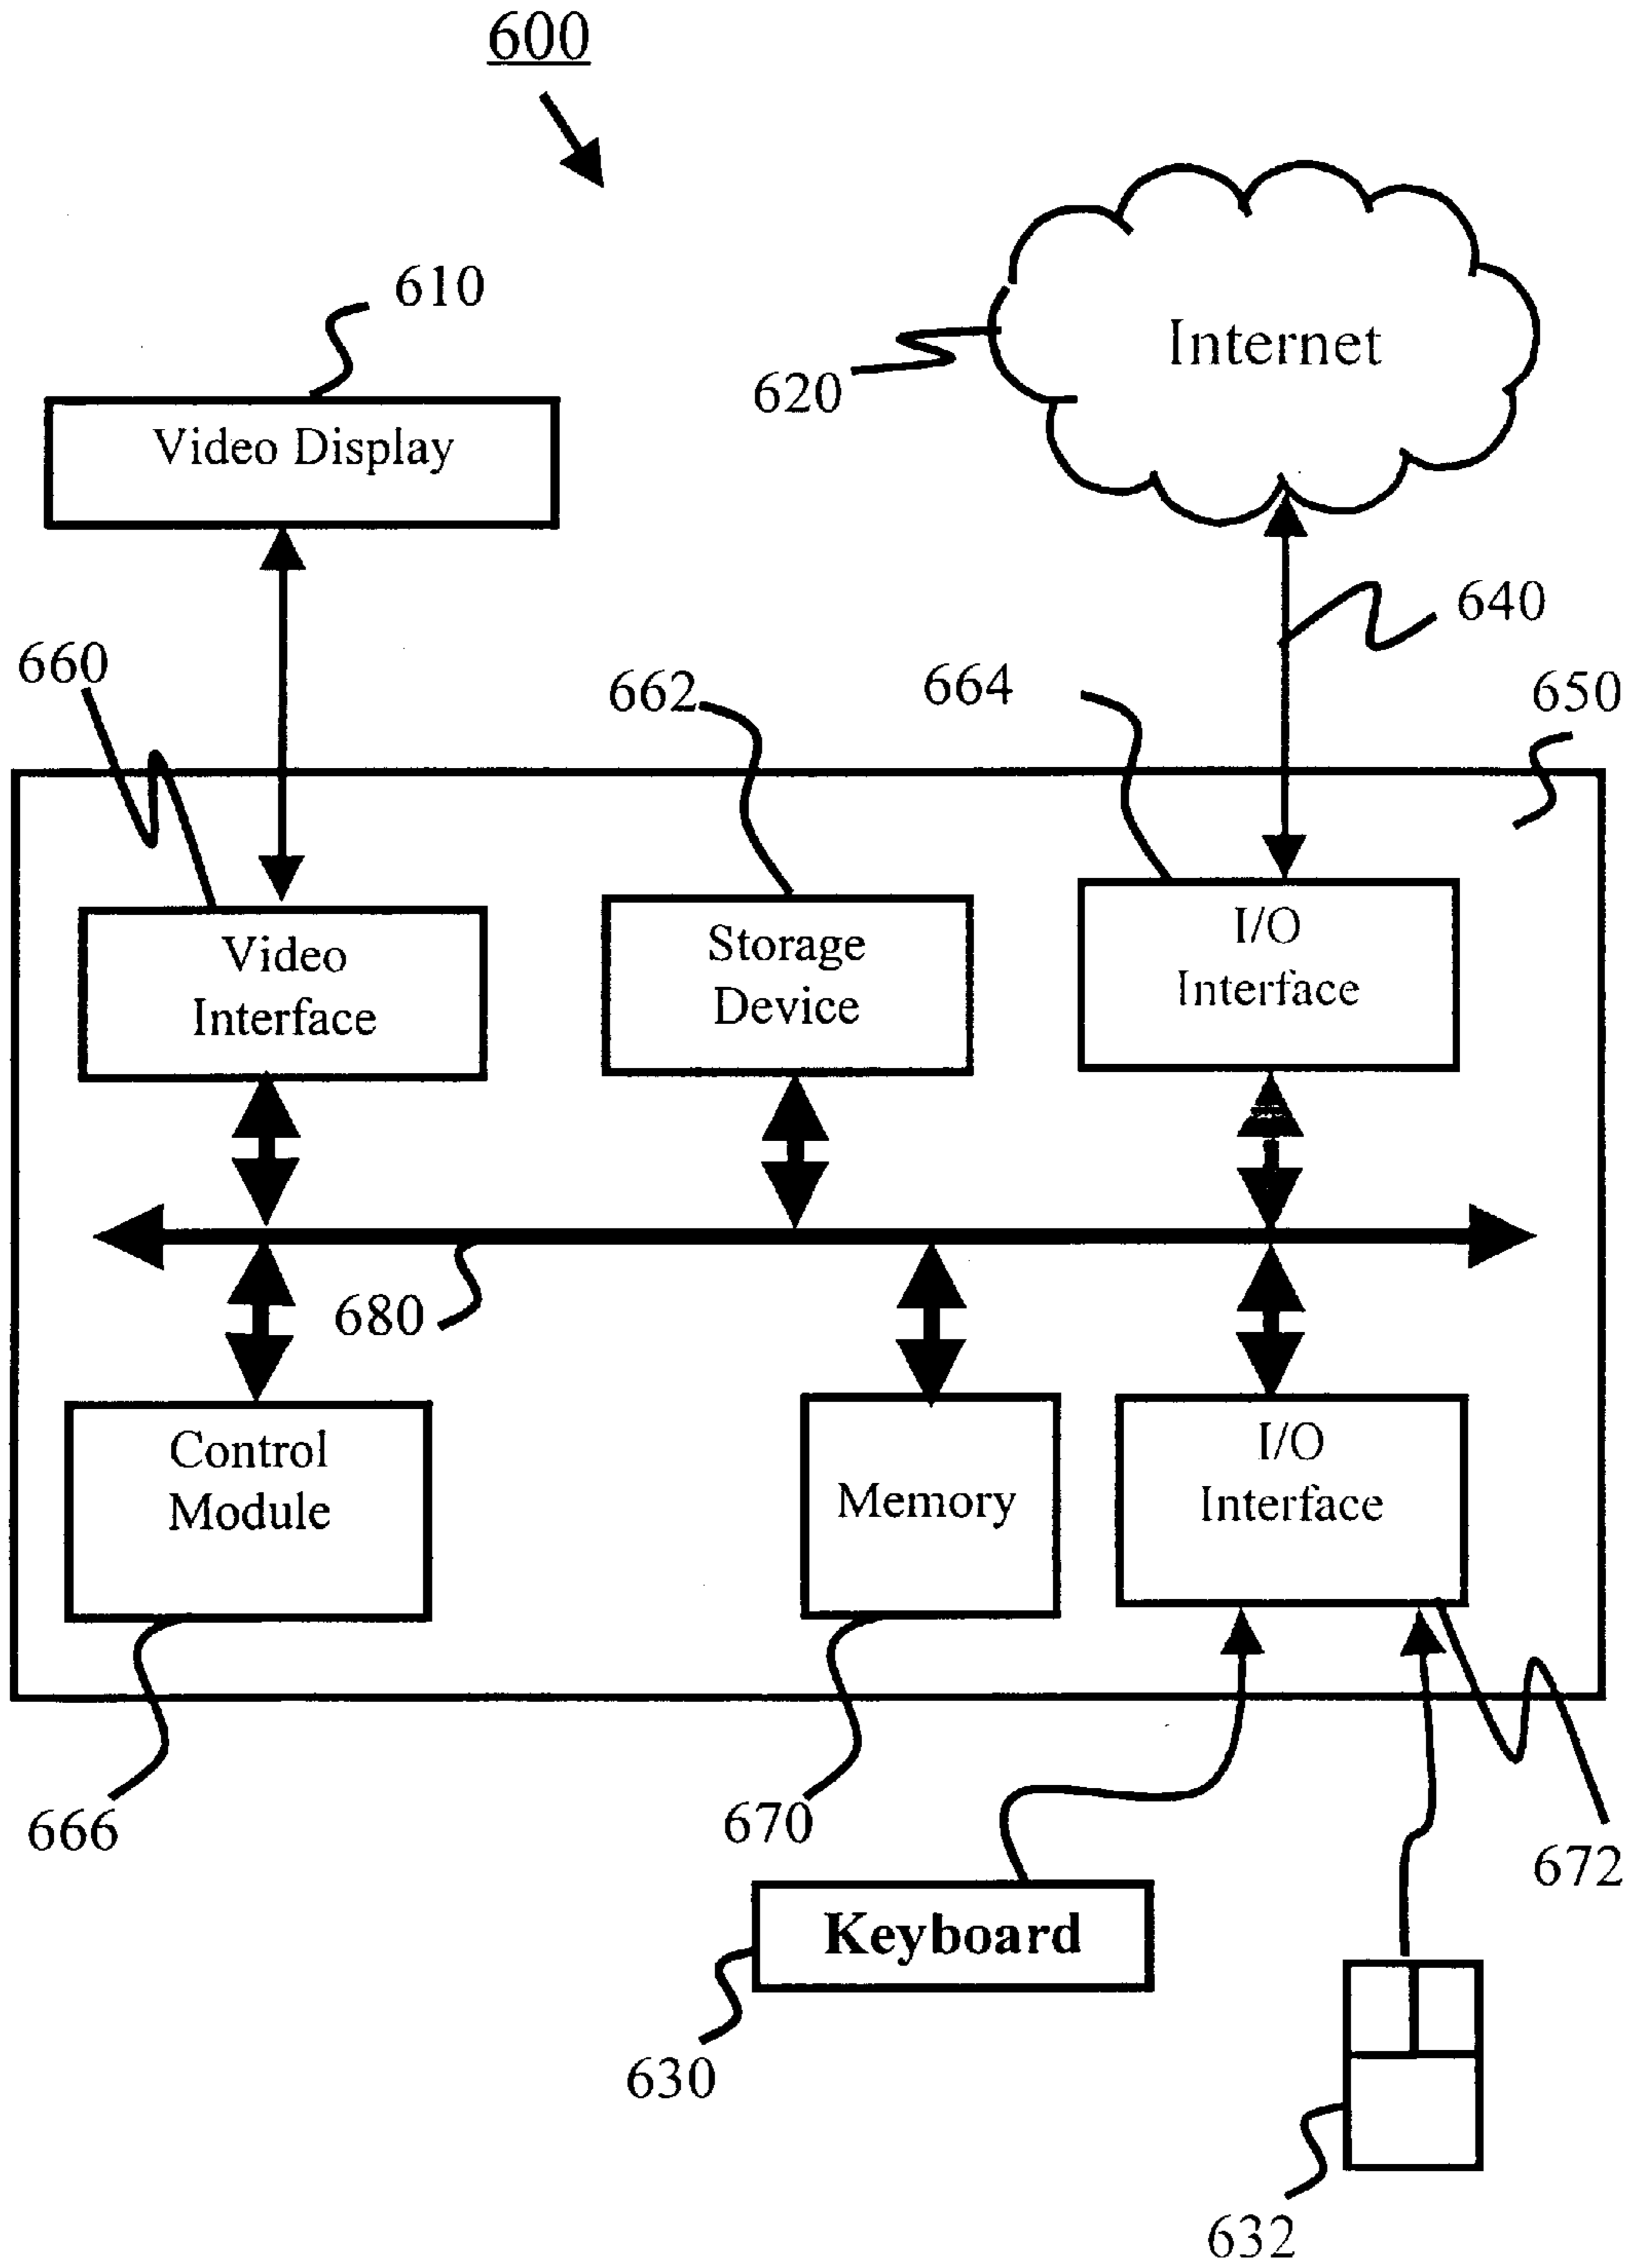 600
610
Internet
620
Video Display
640
660
662
664
650
Video
Interface
Storage
Device
I/O
Interface
680
Control
Module
Memory
I/O
Interface
666
670
672
Keyboard
630
632